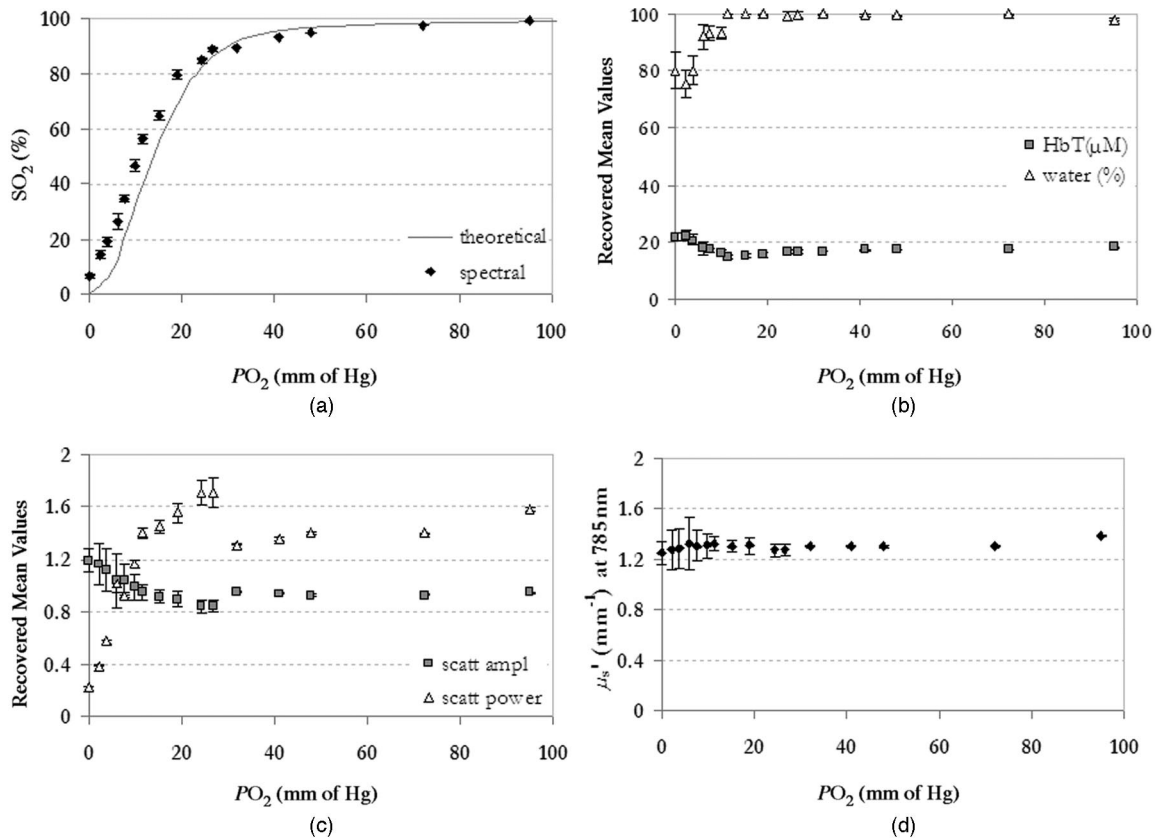 100
80
60
40
20
0
0 20 40 60 80 100
SO2 (%)
theoretical
spectral
PO2 (mm of Hg)
(a)
100
80
60
40
20
0
0 20 40 60 80 100
Recovered Mean Values
HbT(μM)
water (%)
PO2 (mm of Hg)
(b)
2
1.6
1.2
0.8
0.4
0
0 20 40 60 80 100
Recovered Mean Values
scatt ampl
scatt power
PO2 (mm of Hg)
(c)
2
1.6
1.2
0.8
0.4
0
0 20 40 60 80 100
μs' (mm-1) at 785nm
PO2 (mm of Hg)
(d)